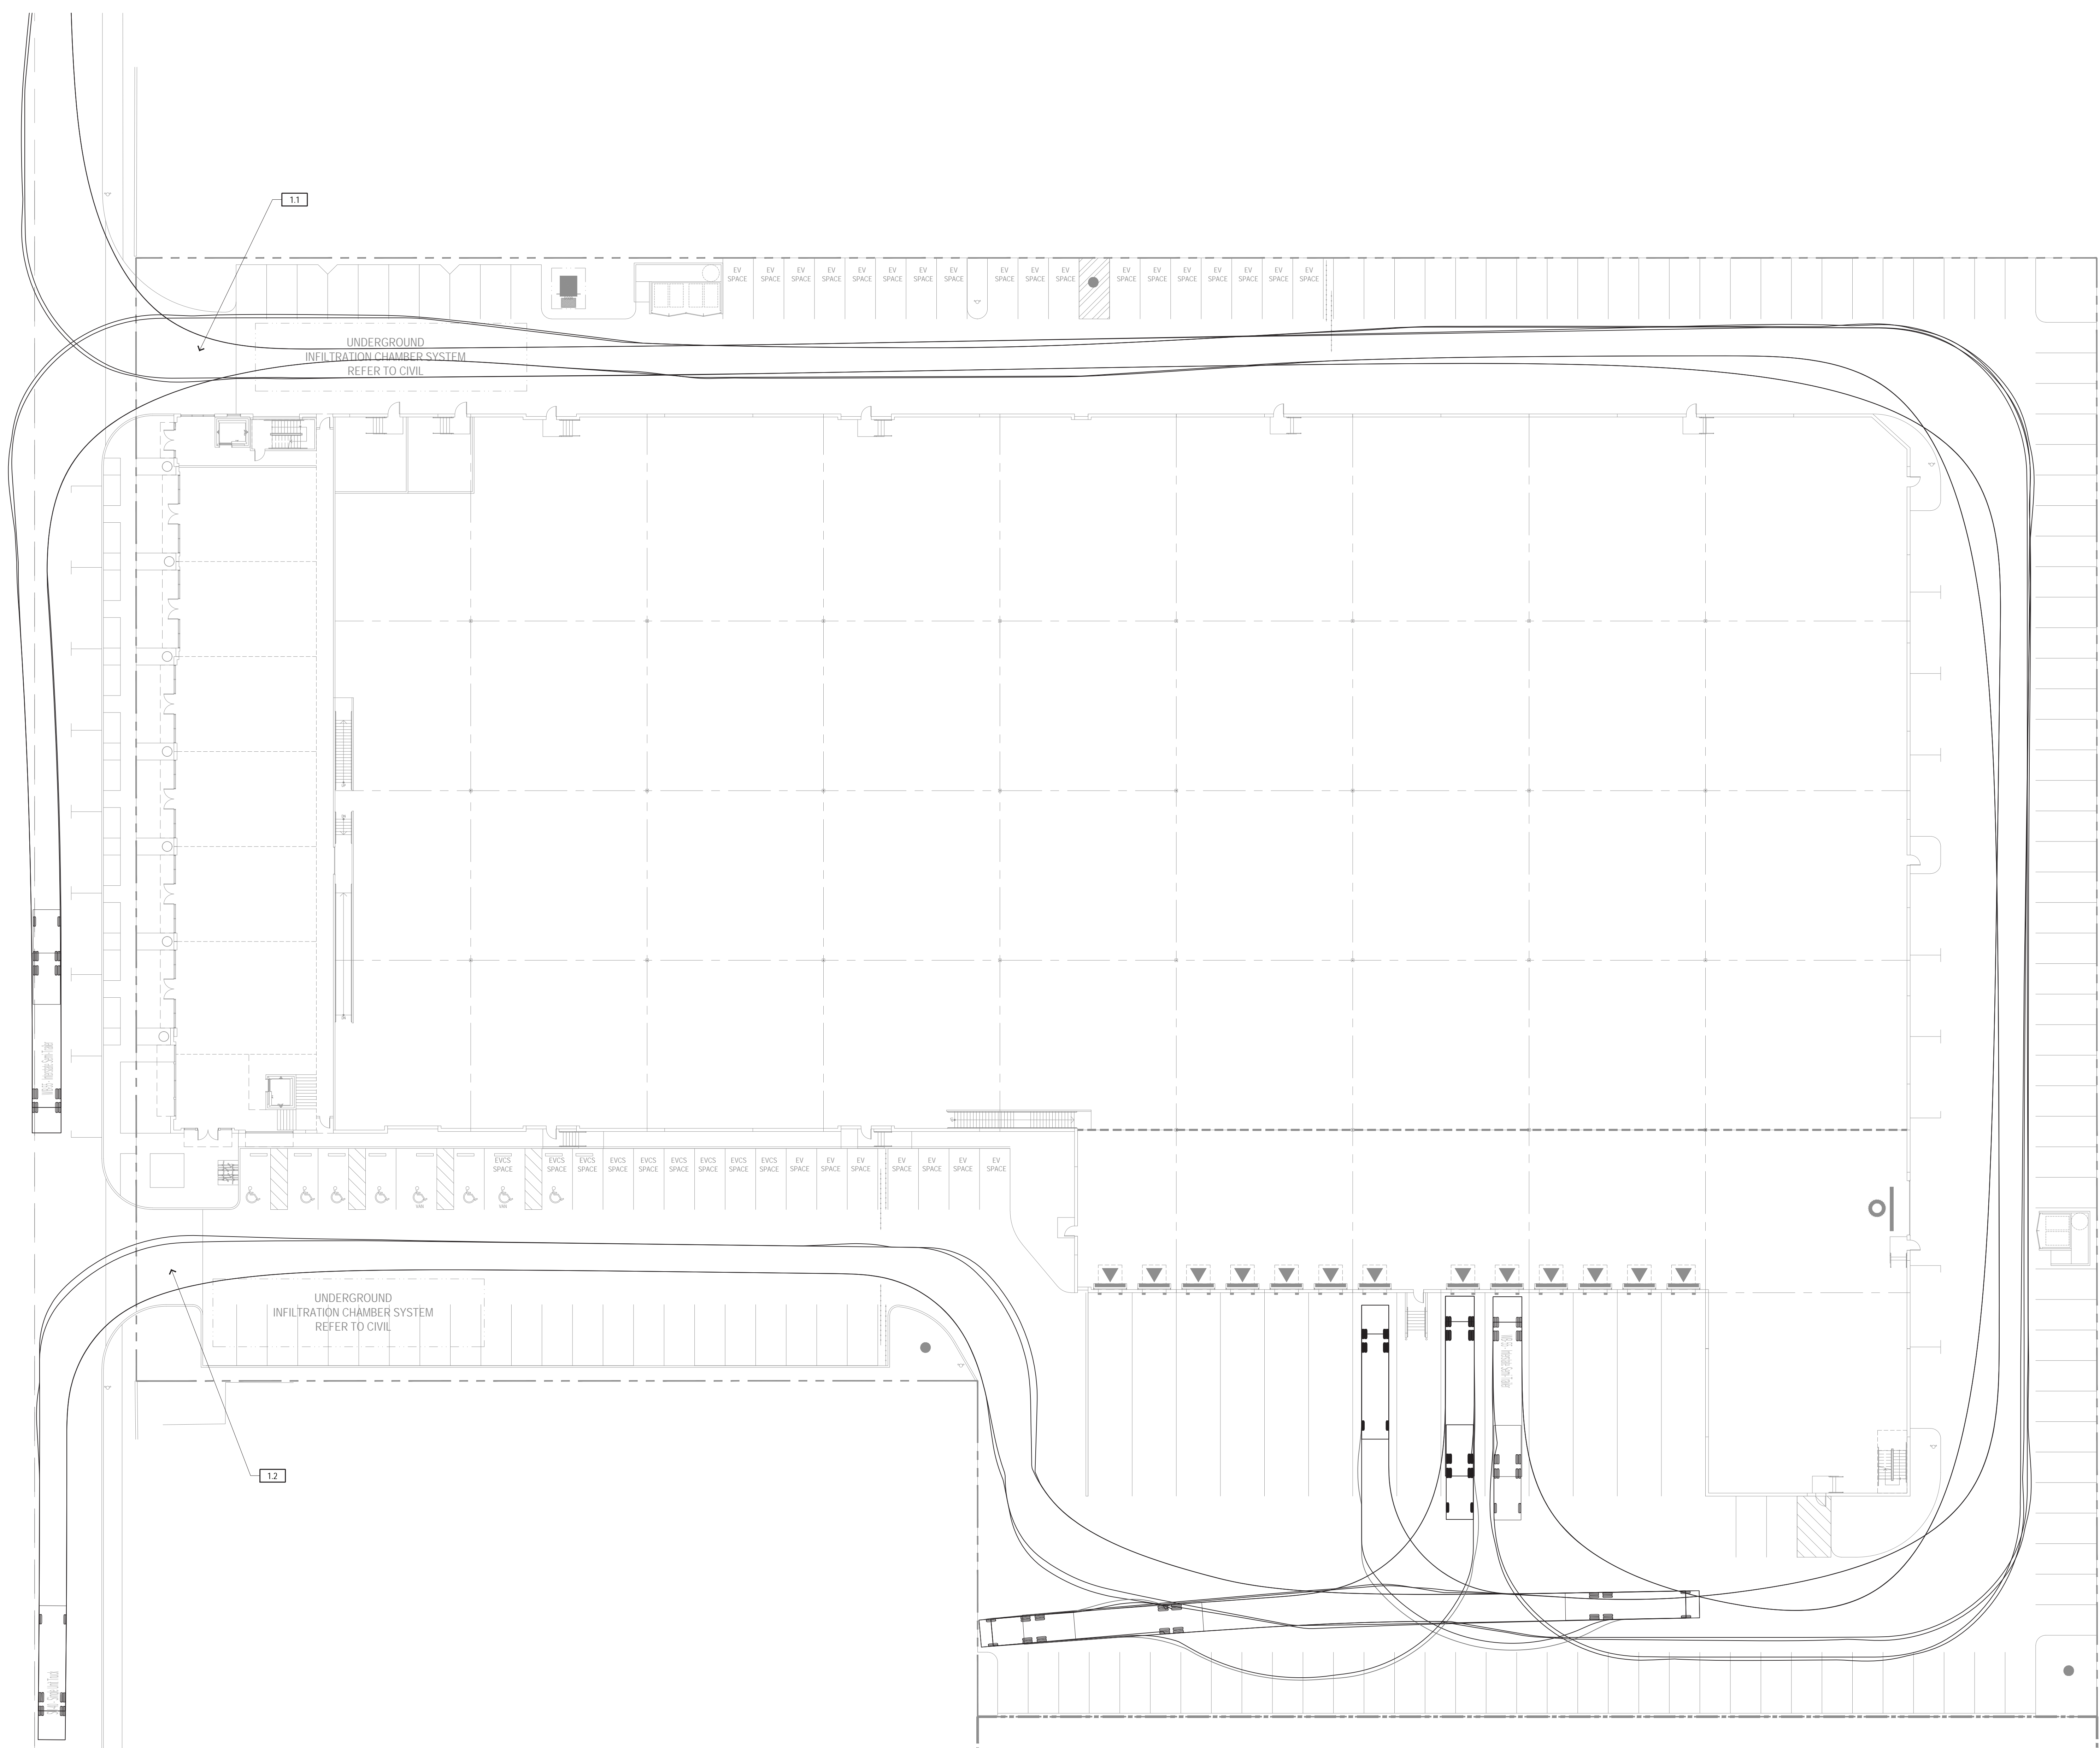 1.1
EV EV EV EV EV EV EV EV EV EV EV EV EV EV EV EV EV EV
SPACE SPACE SPACE SPACE SPACE SPACE SPACE SPACE SPACE SPACE SPACE SPACE SPACE SPACE SPACE SPACE SPACE SPACE
UNDERGROUND
INFILTRATION CHAMBER SYSTEM
REFER TO CIVIL
EVCS EVCS EVCS EVCS EVCS EVCS EVCS EVCS EVCS EV EV EV EV EV EV EV
SPACE SPACE SPACE SPACE SPACE SPACE SPACE SPACE SPACE SPACE SPACE SPACE SPACE SPACE SPACE SPACE
VAN VAN
UNDERGROUND
INFILTRATION CHAMBER SYSTEM
REFER TO CIVIL
1.2